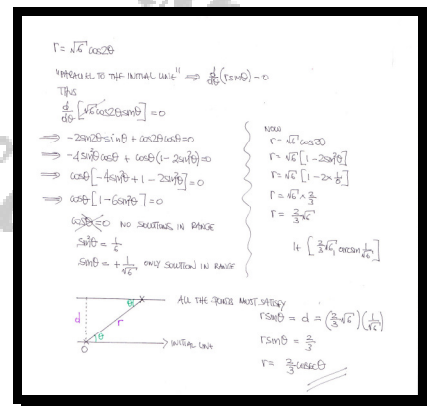 r = √6 cos2θ
"PARALLEL TO THE INITIAL LINE" ⟹ d/dθ (r sinθ) = 0
THUS
d/dθ [√6 cos2θ sinθ] = 0
⟹ -2sin2θ sinθ + cos2θ cosθ = 0
⟹ -4sin²θ cosθ + cosθ(1 - 2sin²θ) = 0
⟹ cosθ[-4sin²θ + 1 - 2sin²θ] = 0
⟹ cosθ[1 - 6sin²θ] = 0
cosθ = 0 NO SOLUTIONS IN RANGE
sin²θ = 1/6
sinθ = + 1/√6 ONLY SOLUTION IN RANGE
NOW
r = √6 cos2θ
r = √6 [1 - 2sin²θ]
r = √6 [1 - 2 × 1/6]
r = √6 × 2/3
r = 2/3 √6
[2/3 √6, arcsin 1/√6]
ALL THE POINTS MUST SATISFY
r sinθ = d = (2/3 √6)(1/√6)
r sinθ = 2/3
r = 2/3 cosecθ
d
r
θ
θ
O
INITIAL LINE